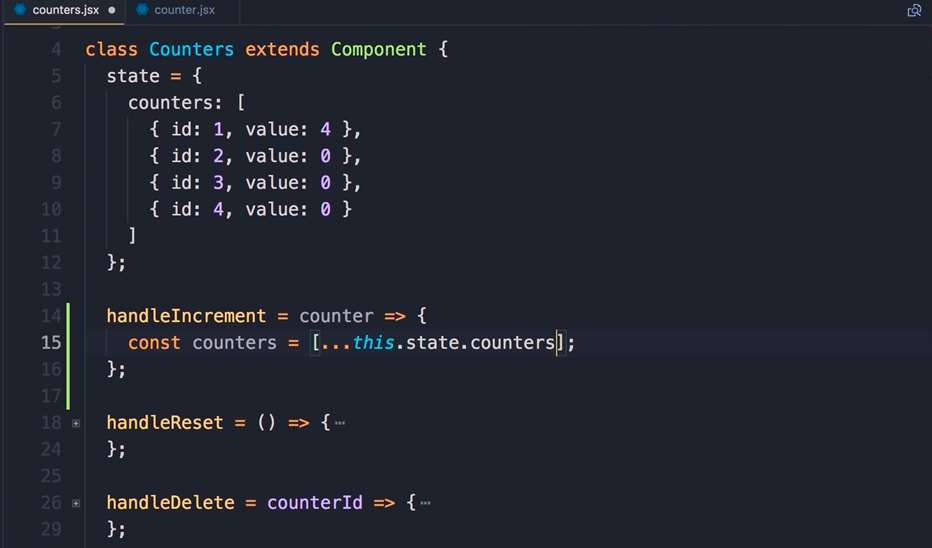 counters.jsx ● counter.jsx
4 class Counters extends Component {
5 state = {
6 counters: [
7 { id: 1, value: 4 },
8 { id: 2, value: 0 },
9 { id: 3, value: 0 },
10 { id: 4, value: 0 }
11 ]
12 };
13
14 handleIncrement = counter => {
15 const counters = [...this.state.counters];
16 };
17
18 handleReset = () => {⋯
24 };
25
26 handleDelete = counterId => {⋯
29 };